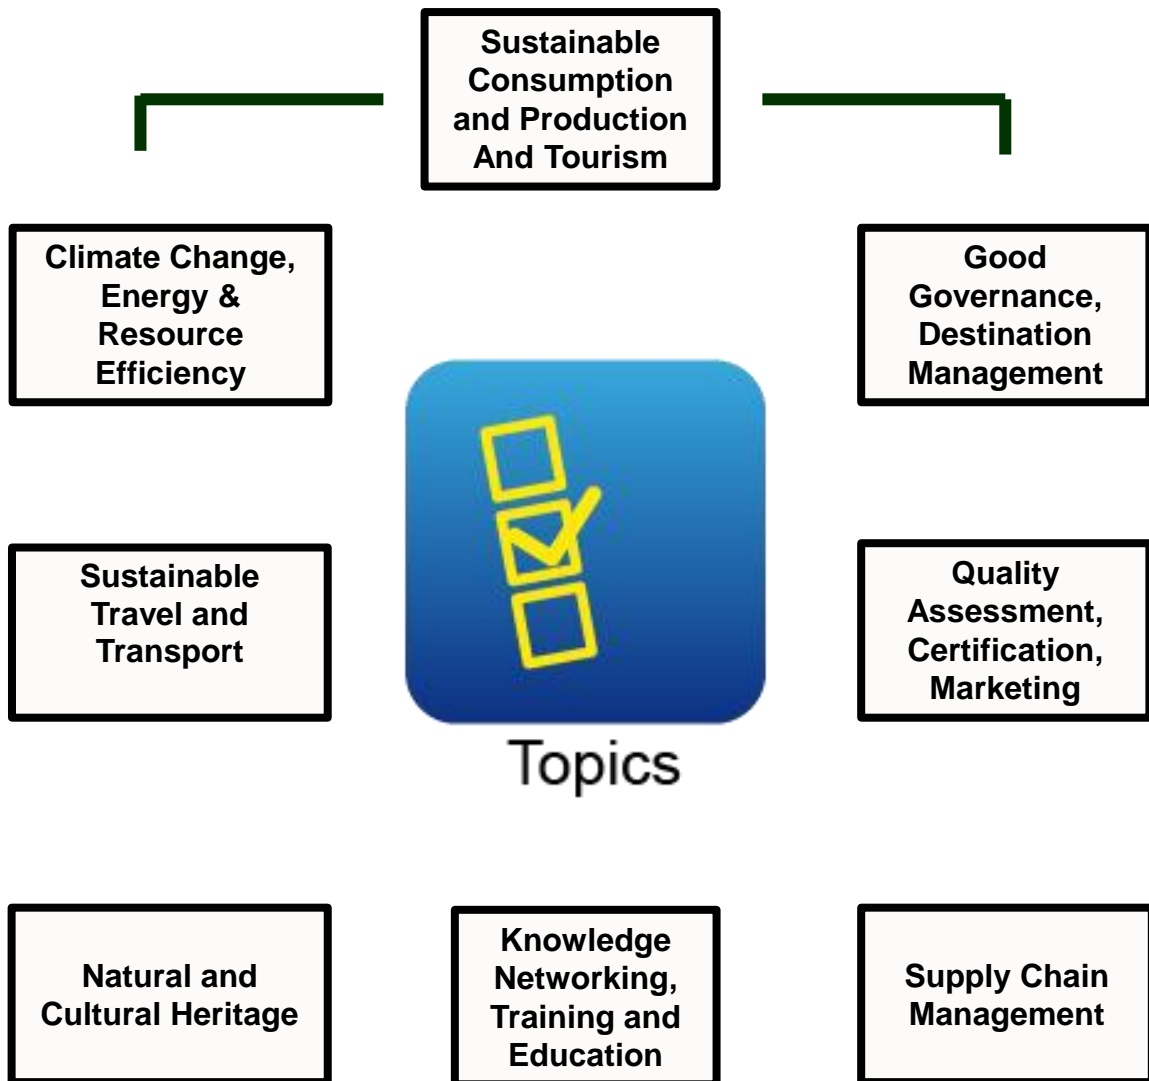 Sustainable
Consumption
and Production
And Tourism
Climate Change,
Energy &
Resource
Efficiency
Good
Governance,
Destination
Management
Sustainable
Travel and
Transport
Quality
Assessment,
Certification,
Marketing
Topics
Natural and
Cultural Heritage
Knowledge
Networking,
Training and
Education
Supply Chain
Management